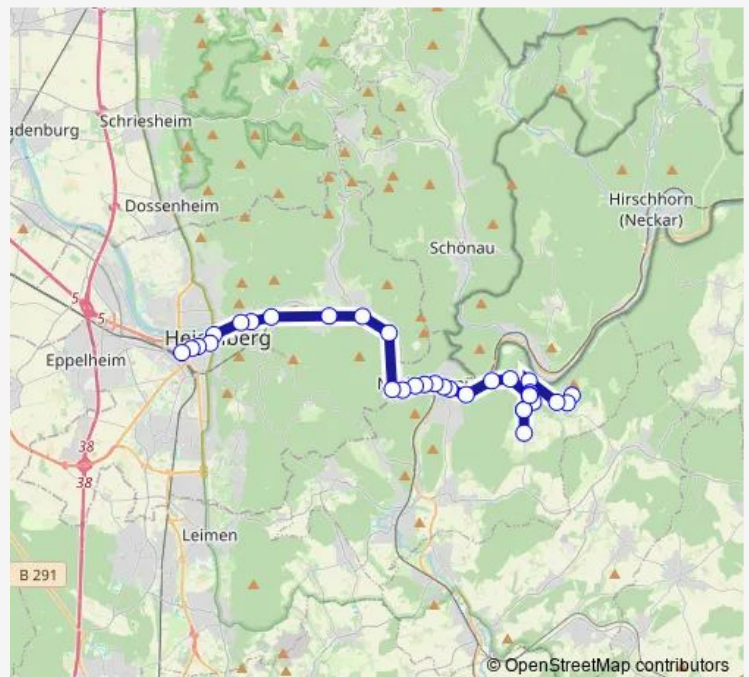 adenburg
Schriesheim
Dossenheim
Hirschhorn
(Neckar)
Schönau
5
5
Eppelheim
38
38
Leimen
B 291
© OpenStreetMap contributors